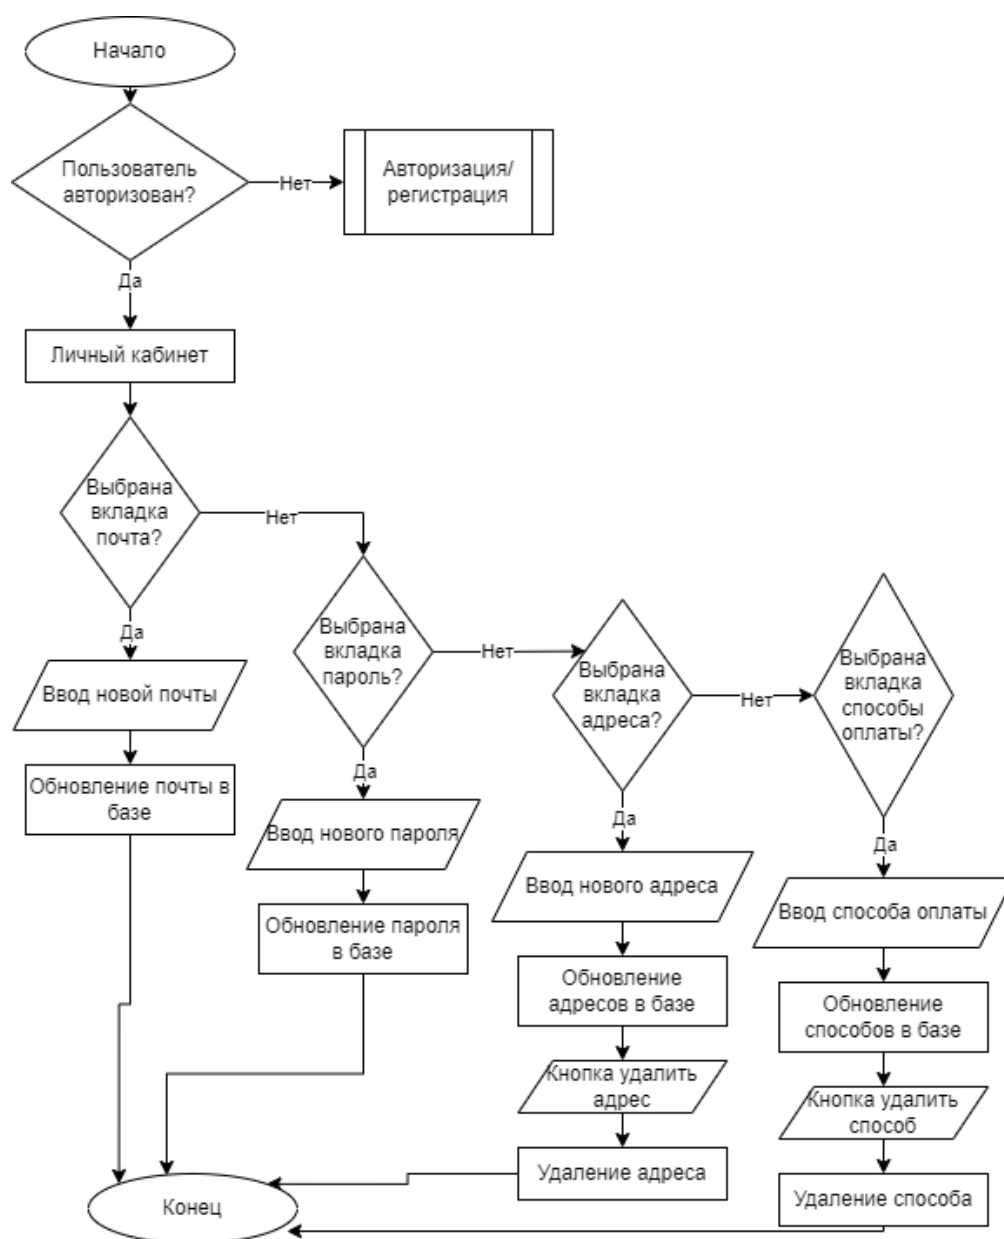 Начало
Пользователь
авторизован?
Нет
Авторизация/
регистрация
Да
Личный кабинет
Выбрана
вкладка
почта?
Нет
Да
Ввод новой почты
Обновление почты в
базе
Выбрана
вкладка
пароль?
Нет
Да
Ввод нового пароля
Обновление пароля
в базе
Выбрана
вкладка
адреса?
Нет
Да
Ввод нового адреса
Обновление
адресов в базе
Кнопка удалить
адрес
Удаление адреса
Выбрана
вкладка
способы
оплаты?
Да
Ввод способа оплаты
Обновление
способов в базе
Кнопка удалить
способ
Удаление способа
Конец